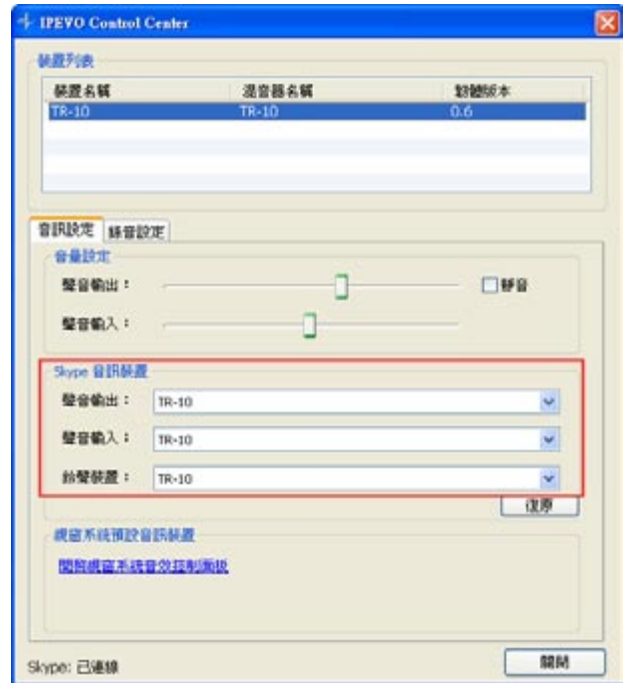 IPEVO Control Center
裝置列表
裝置名稱 混音器名稱 韌體版本
TR-10 TR-10 0.6
音訊設定 錄音設定
音量設定
聲音輸出： 靜音
聲音輸入：
Skype 音訊裝置
聲音輸出： TR-10
聲音輸入： TR-10
鈴聲裝置： TR-10
復原
視窗系統預設音訊裝置
開啟視窗系統音效控制面板
Skype: 已連線
關閉